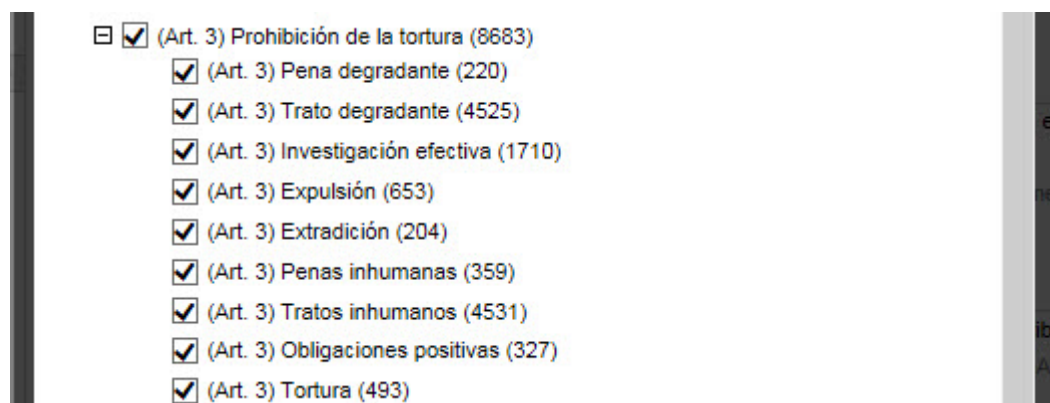 (Art. 3) Prohibición de la tortura (8683)
(Art. 3) Pena degradante (220)
(Art. 3) Trato degradante (4525)
(Art. 3) Investigación efectiva (1710)
(Art. 3) Expulsión (653)
(Art. 3) Extradición (204)
(Art. 3) Penas inhumanas (359)
(Art. 3) Tratos inhumanos (4531)
(Art. 3) Obligaciones positivas (327)
(Art. 3) Tortura (493)